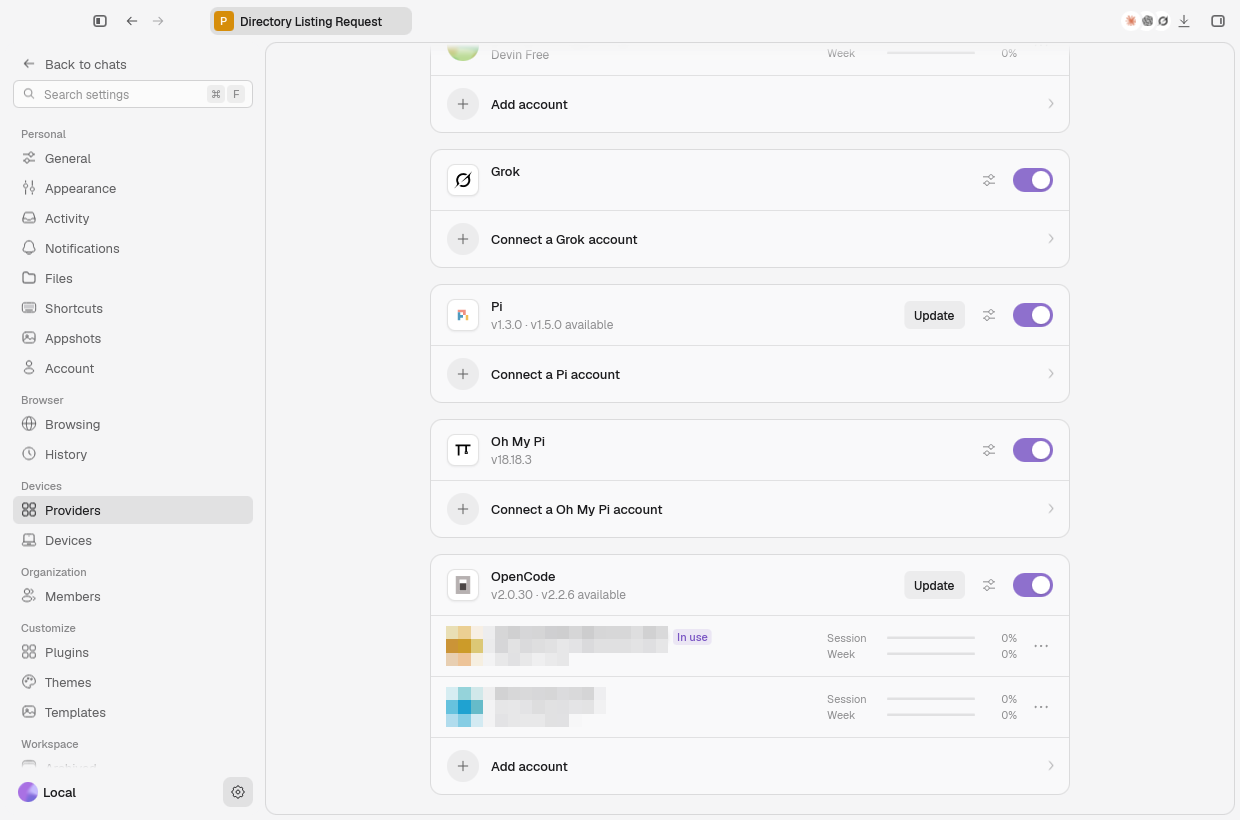 P Directory Listing Request
Back to chats
Search settings ⌘ F
Personal
General
Appearance
Activity
Notifications
Files
Shortcuts
Appshots
Account
Browser
Browsing
History
Devices
Providers
Devices
Organization
Members
Customize
Plugins
Themes
Templates
Workspace
Local
Devin Free
Week 0%
Add account
Grok
Connect a Grok account
Pi
v1.3.0 · v1.5.0 available
Update
Connect a Pi account
Oh My Pi
v18.18.3
Connect a Oh My Pi account
OpenCode
v2.0.30 · v2.2.6 available
Update
In use
Session 0%
Week 0%
Session 0%
Week 0%
Add account